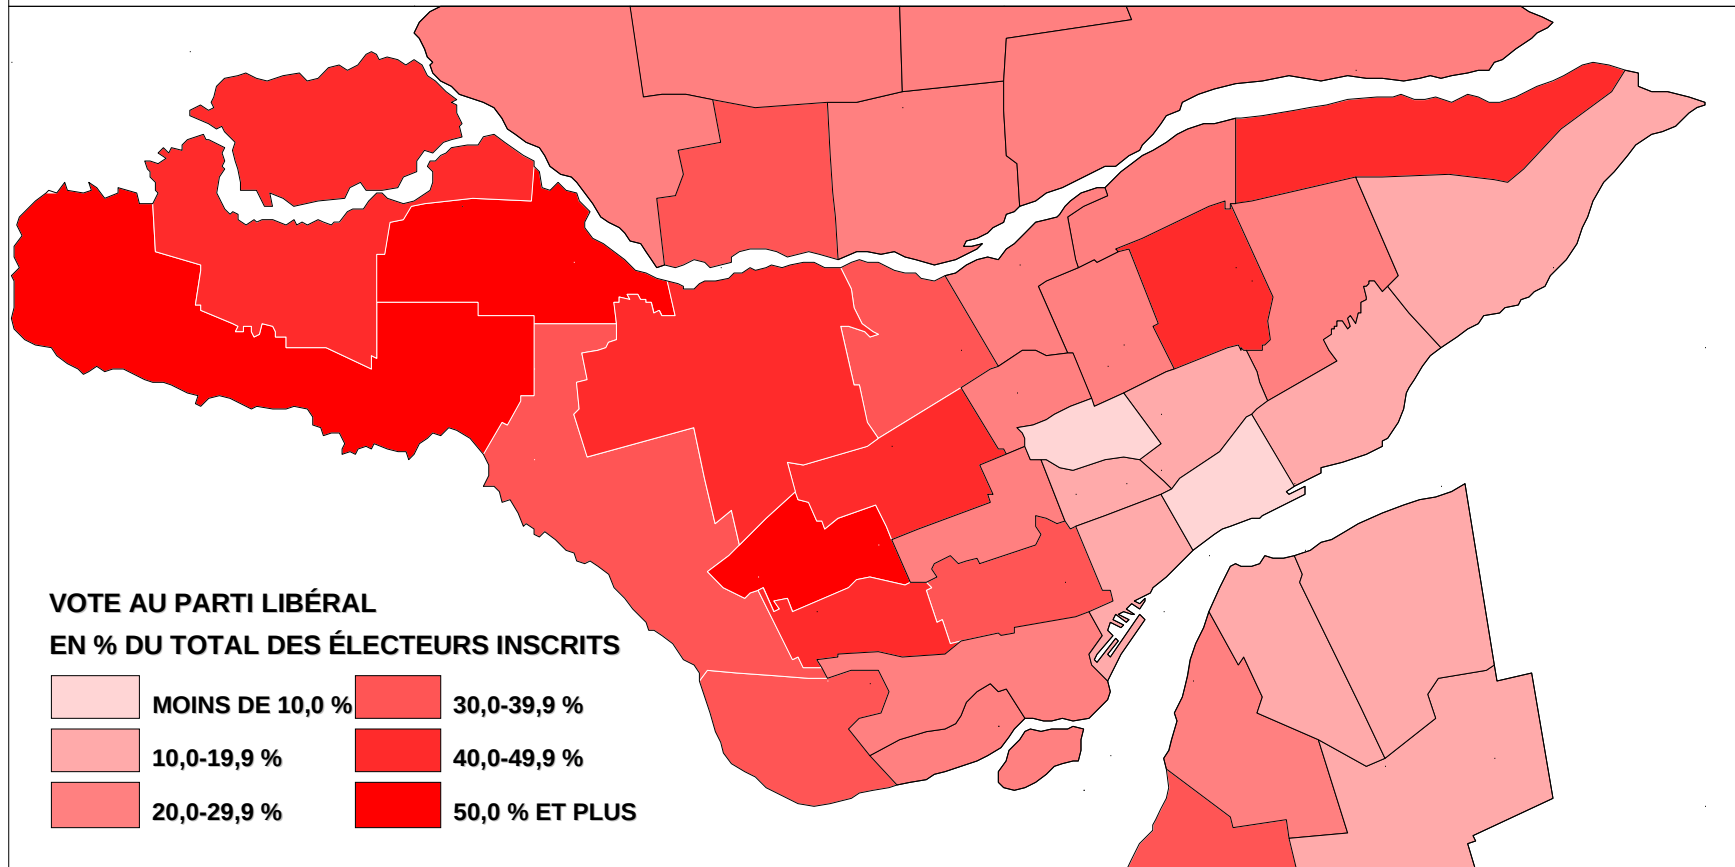 VOTE AU PARTI LIBÉRAL
EN % DU TOTAL DES ÉLECTEURS INSCRITS
MOINS DE 10,0 %
10,0-19,9 %
20,0-29,9 %
30,0-39,9 %
40,0-49,9 %
50,0 % ET PLUS